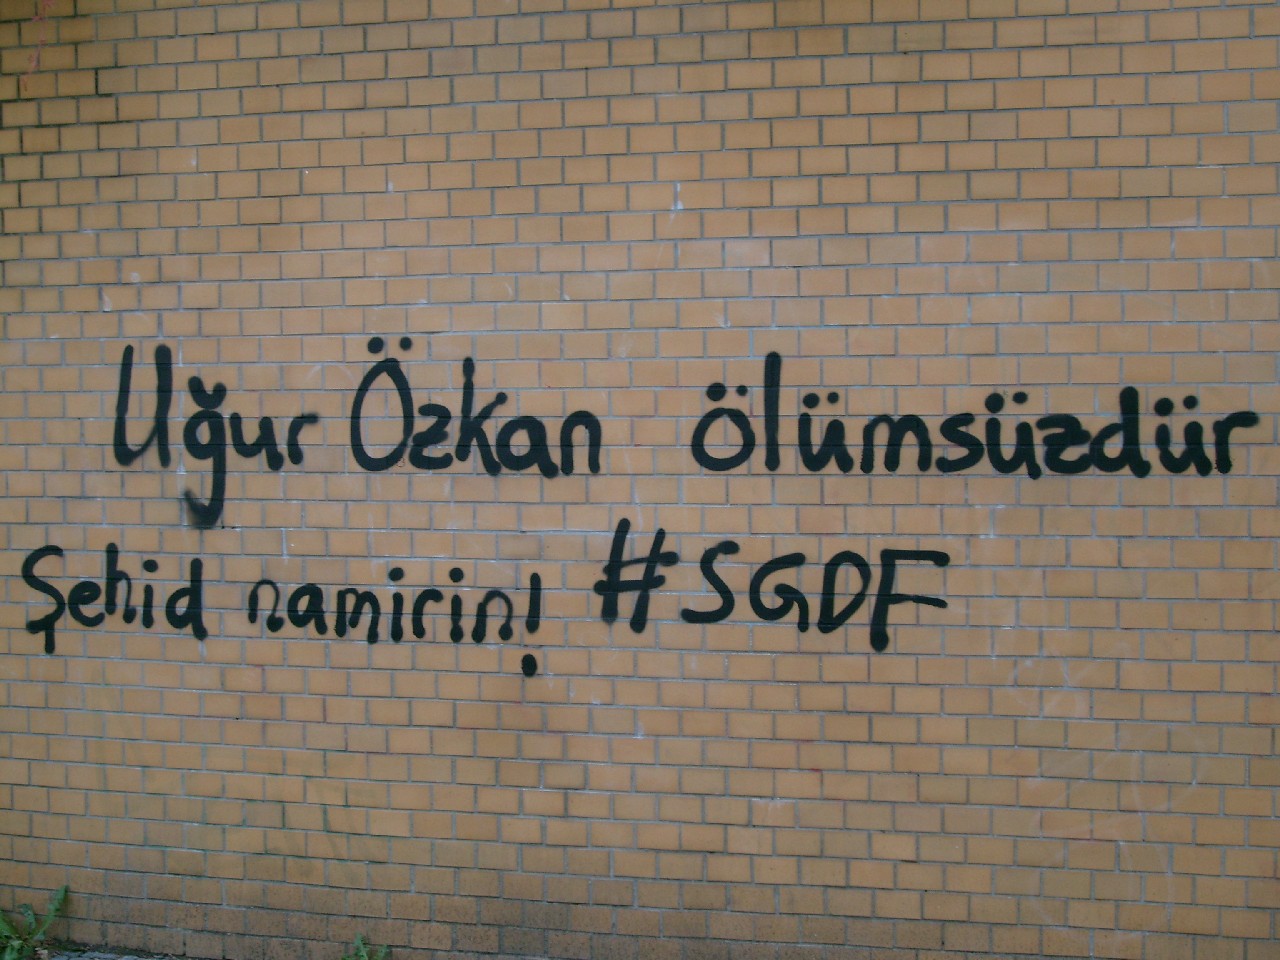 Uğur Özkan ölümsüzdür
Şehid namirin! #SGDF